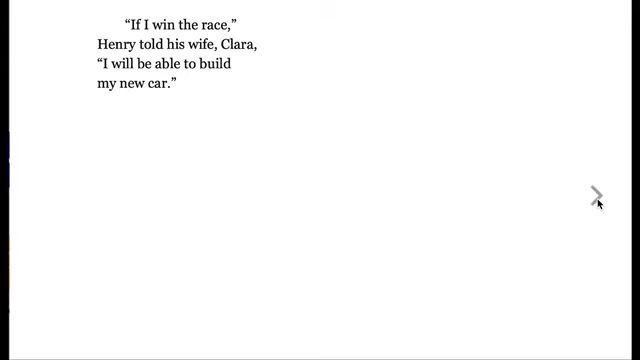 “If I win the race,”
Henry told his wife, Clara,
“I will be able to build
my new car.”